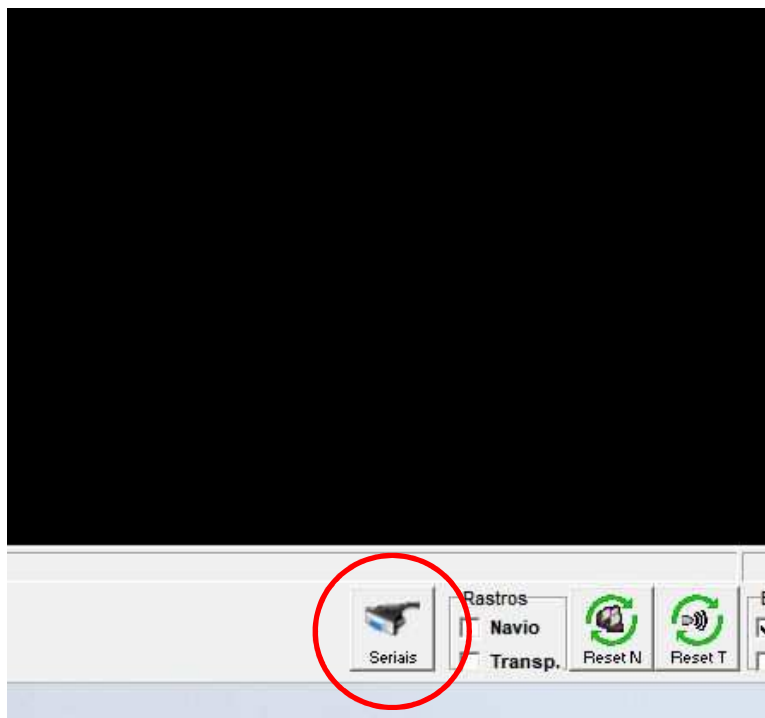 Rastros
Navio
Transp.
Seriais
Reset N
Reset T